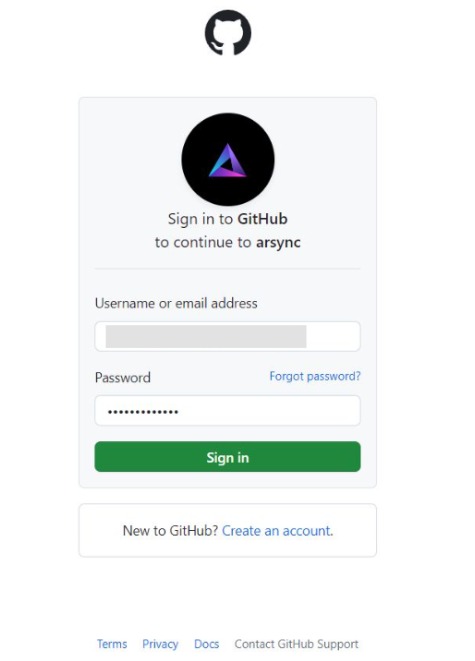 Sign in to GitHub
to continue to arsync
Username or email address
Password Forgot password?
•••••••••••••
Sign in
New to GitHub? Create an account.
Terms Privacy Docs Contact GitHub Support